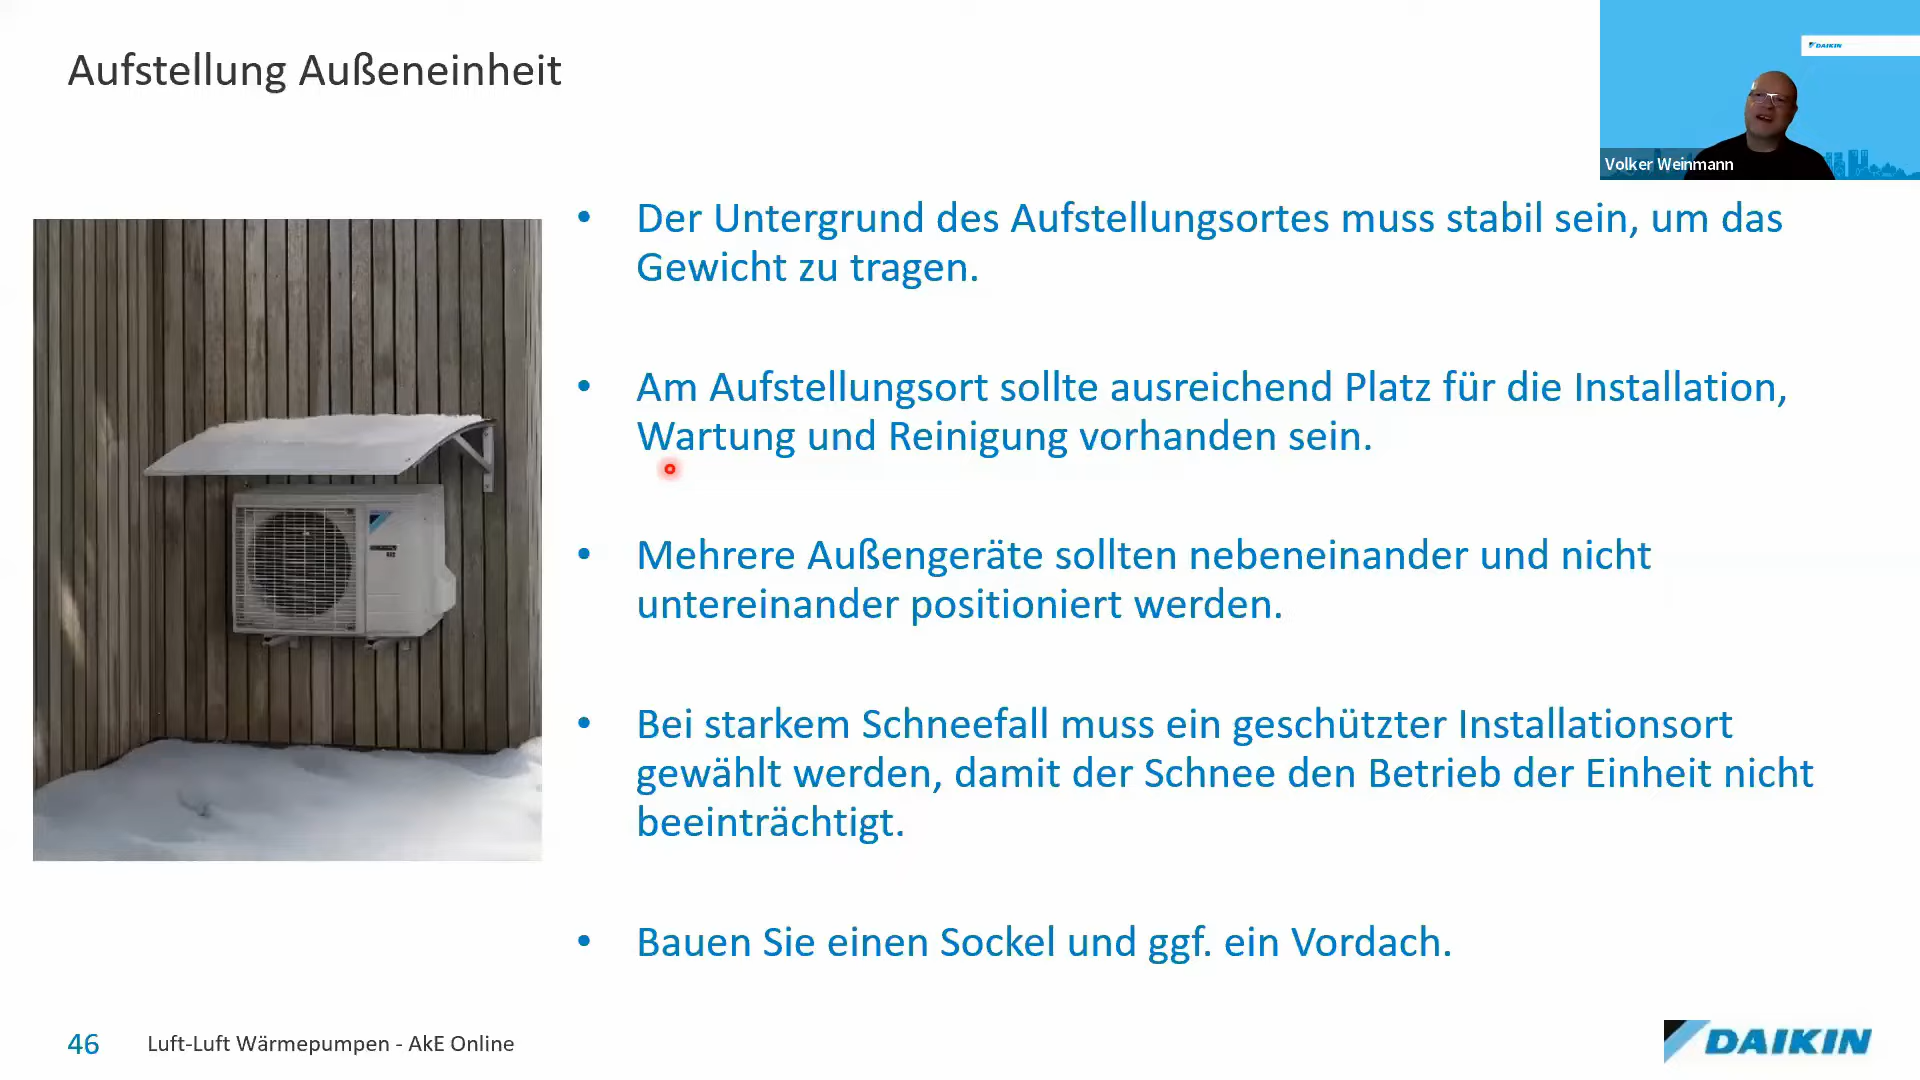 Aufstellung Außeneinheit
DAIKIN
Volker Weinmann
• Der Untergrund des Aufstellungsortes muss stabil sein, um das
Gewicht zu tragen.
• Am Aufstellungsort sollte ausreichend Platz für die Installation,
Wartung und Reinigung vorhanden sein.
• Mehrere Außengeräte sollten nebeneinander und nicht
untereinander positioniert werden.
• Bei starkem Schneefall muss ein geschützter Installationsort
gewählt werden, damit der Schnee den Betrieb der Einheit nicht
beeinträchtigt.
• Bauen Sie einen Sockel und ggf. ein Vordach.
46
Luft-Luft Wärmepumpen - AkE Online
DAIKIN